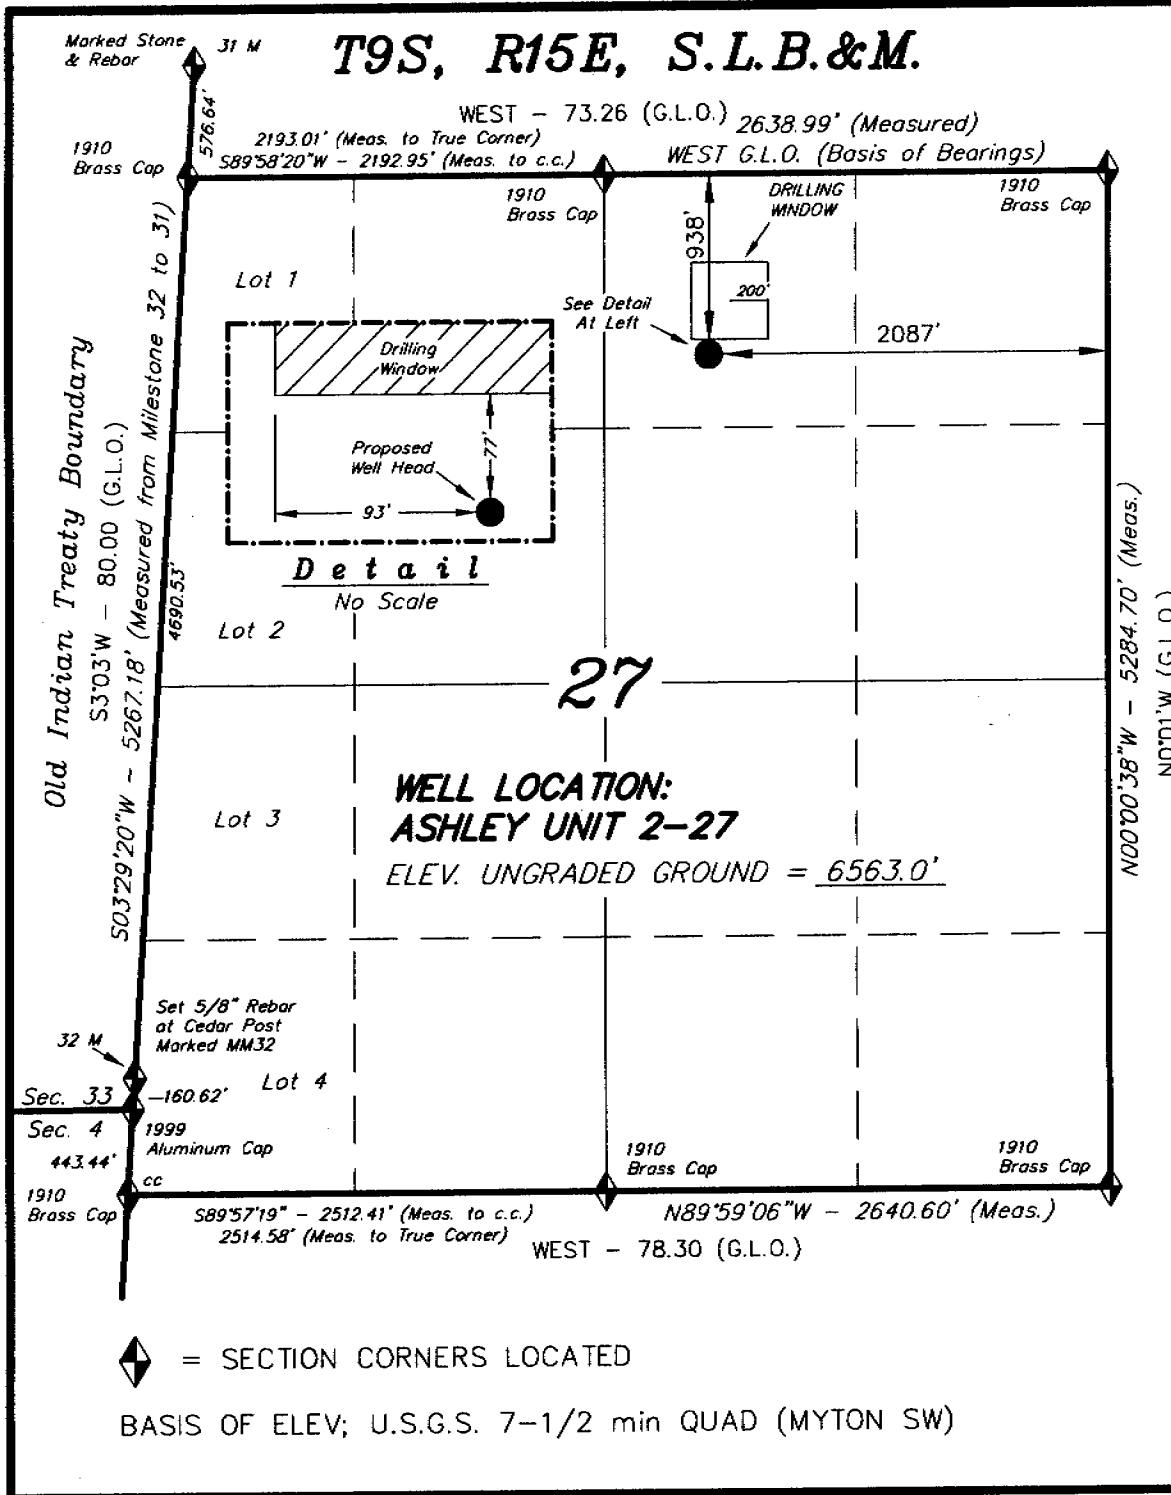 T9S, R15E, S.L.B.&M.
Marked Stone
& Rebar
31 M
576.64'
WEST - 73.26 (G.L.O.)
2193.01' (Meas. to True Corner)
S89°58'20"W - 2192.95' (Meas. to c.c.)
2638.99' (Measured)
WEST G.L.O. (Basis of Bearings)
1910
Brass Cap
1910
Brass Cap
1910
Brass Cap
DRILLING
WINDOW
938'
200'
See Detail
At Left
2087'
Lot 1
Drilling
Window
Proposed
Well Head
77'
93'
Detail
No Scale
Old Indian Treaty Boundary
S3°03'W - 80.00 (G.L.O.)
S03°29'20"W - 5267.18' (Measured from Milestone 32 to 31)
4690.53'
Lot 2
27
N00°00'38"W - 5284.70' (Meas.)
N0°01'W (G.L.O.)
WELL LOCATION:
ASHLEY UNIT 2-27
ELEV. UNGRADED GROUND = 6563.0'
Lot 3
Set 5/8" Rebar
at Cedar Post
Marked MM32
32 M
Lot 4
Sec. 33
160.62'
Sec. 4
1999
Aluminum Cap
443.44'
cc
1910
Brass Cap
1910
Brass Cap
1910
Brass Cap
S89°57'19" - 2512.41' (Meas. to c.c.)
2514.58' (Meas. to True Corner)
N89°59'06"W - 2640.60' (Meas.)
WEST - 78.30 (G.L.O.)
= SECTION CORNERS LOCATED
BASIS OF ELEV; U.S.G.S. 7-1/2 min QUAD (MYTON SW)